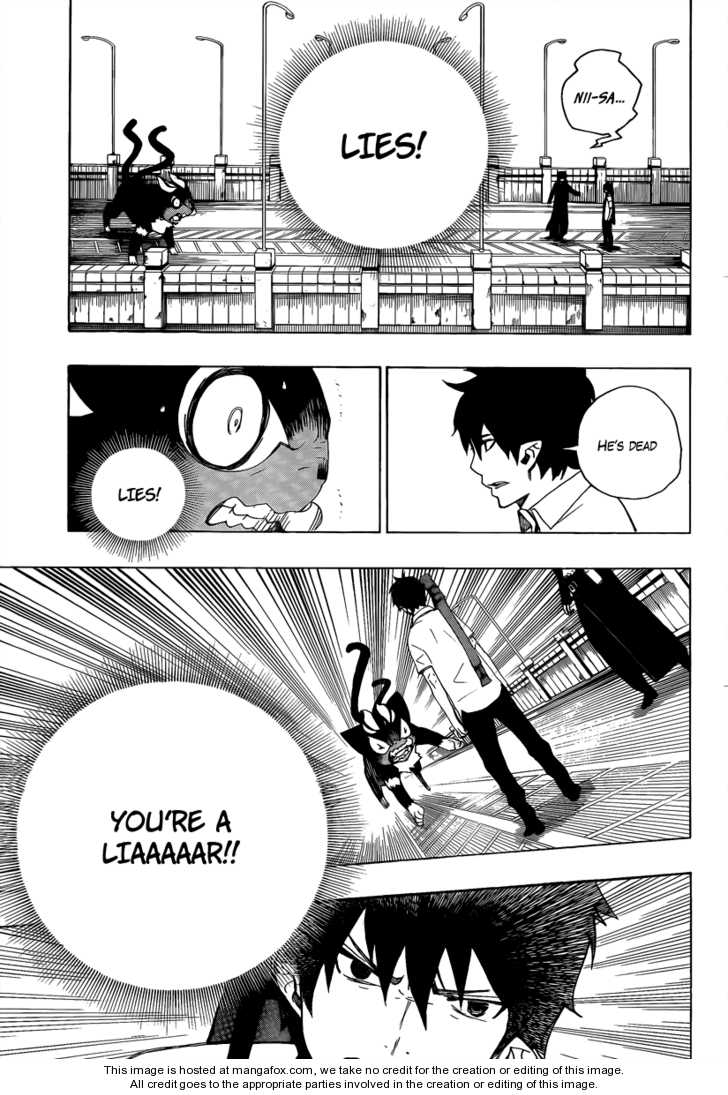 NII-SA...
LIES!
HE'S DEAD
LIES!
YOU'RE A
LIAAAAAR!!
This image is hosted at mangafox.com, we take no credit for the creation or editing of this image.
All credit goes to the appropriate parties involved in the creation or editing of this image.